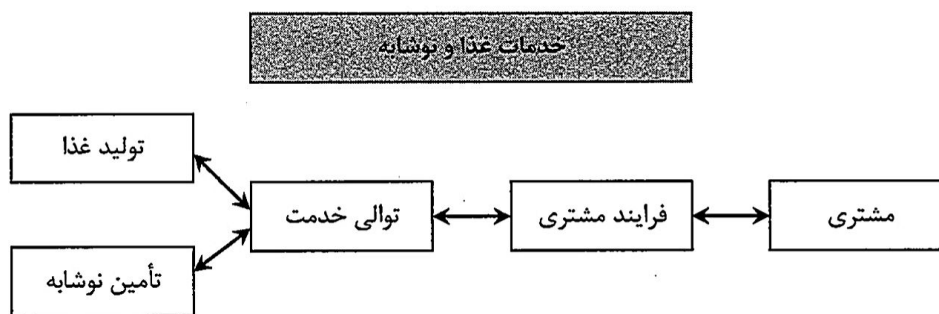 خدمات غذا و نوشابه
تولید غذا
مشتری
فرایند مشتری
توالی خدمت
تأمین نوشابه